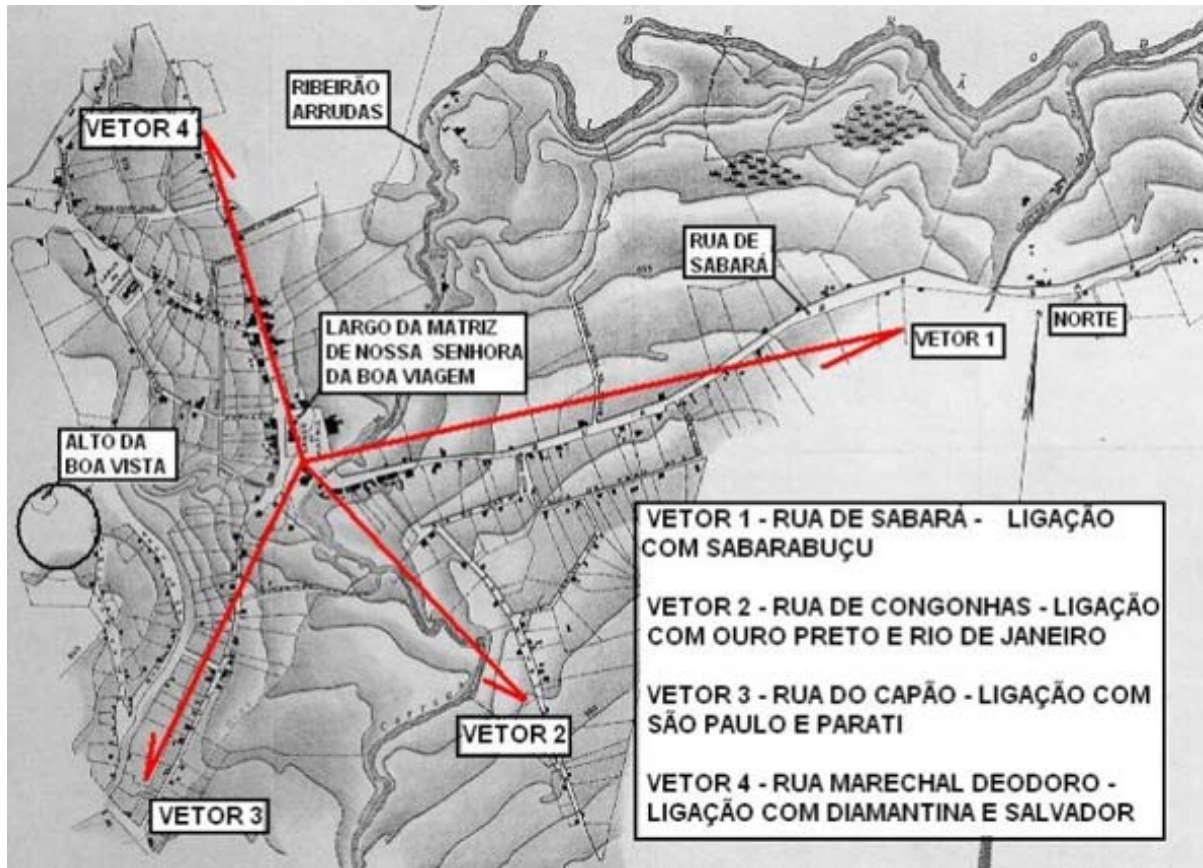 VETOR 4
RIBEIRÃO
ARRUDAS
RUA DE
SABARÁ
NORTE
VETOR 1
LARGO DA MATRIZ
DE NOSSA SENHORA
DA BOA VIAGEM
ALTO DA
BOA VISTA
VETOR 2
VETOR 3
VETOR 1 - RUA DE SABARÁ - LIGAÇÃO
COM SABARABUÇU
VETOR 2 - RUA DE CONGONHAS - LIGAÇÃO
COM OURO PRETO E RIO DE JANEIRO
VETOR 3 - RUA DO CAPÃO - LIGAÇÃO COM
SÃO PAULO E PARATI
VETOR 4 - RUA MARECHAL DEODORO -
LIGAÇÃO COM DIAMANTINA E SALVADOR